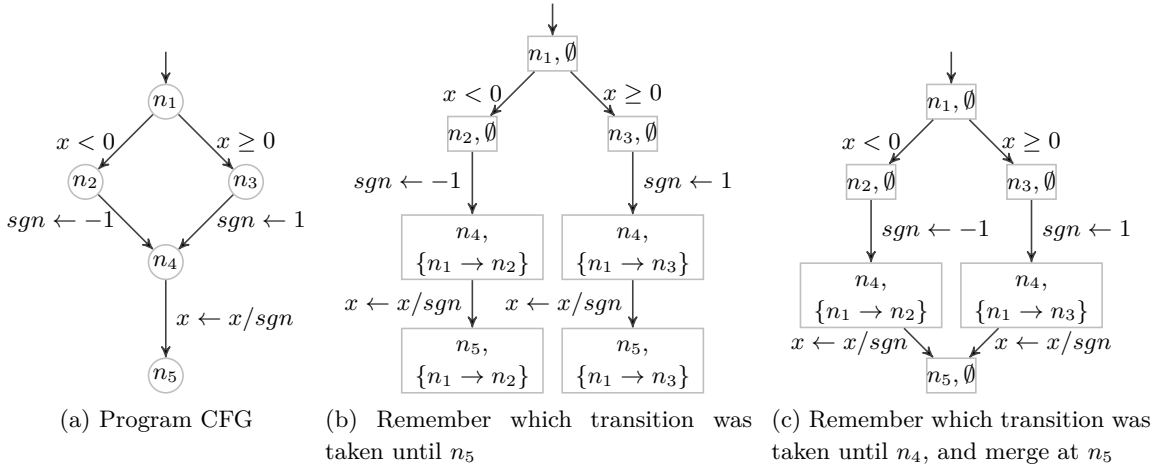 n₁
x < 0
x ≥ 0
n₂
n₃
sgn ← −1
sgn ← 1
n₄
x ← x/sgn
n₅
(a) Program CFG
n₁, ∅
x < 0
x ≥ 0
n₂, ∅
n₃, ∅
sgn ← −1
sgn ← 1
n₄,
{n₁ → n₂}
n₄,
{n₁ → n₃}
x ← x/sgn
x ← x/sgn
n₅,
{n₁ → n₂}
n₅,
{n₁ → n₃}
(b) Remember which transition was
taken until n₅
n₁, ∅
x < 0
x ≥ 0
n₂, ∅
n₃, ∅
sgn ← −1
sgn ← 1
n₄,
{n₁ → n₂}
n₄,
{n₁ → n₃}
x ← x/sgn
x ← x/sgn
n₅, ∅
(c) Remember which transition was
taken until n₄, and merge at n₅